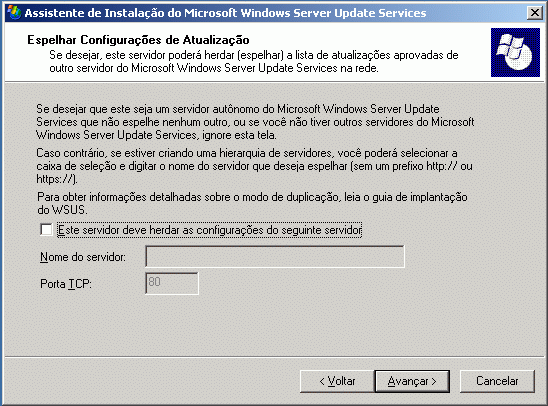 Assistente de Instalação do Microsoft Windows Server Update Services
Espelhar Configurações de Atualização
Se desejar, este servidor poderá herdar (espelhar) a lista de atualizações aprovadas de
outro servidor do Microsoft Windows Server Update Services na rede.
Se desejar que este seja um servidor autônomo do Microsoft Windows Server Update
Services que não espelhe nenhum outro, ou se você não tiver outros servidores do Microsoft
Windows Server Update Services, ignore esta tela.
Caso contrário, se estiver criando uma hierarquia de servidores, você poderá selecionar a
caixa de seleção e digitar o nome do servidor que deseja espelhar (sem um prefixo http:// ou
https://).
Para obter informações detalhadas sobre o modo de duplicação, leia o guia de implantação
do WSUS.
Este servidor deve herdar as configurações do seguinte servidor
Nome do servidor:
Porta TCP: 80
< Voltar Avançar > Cancelar